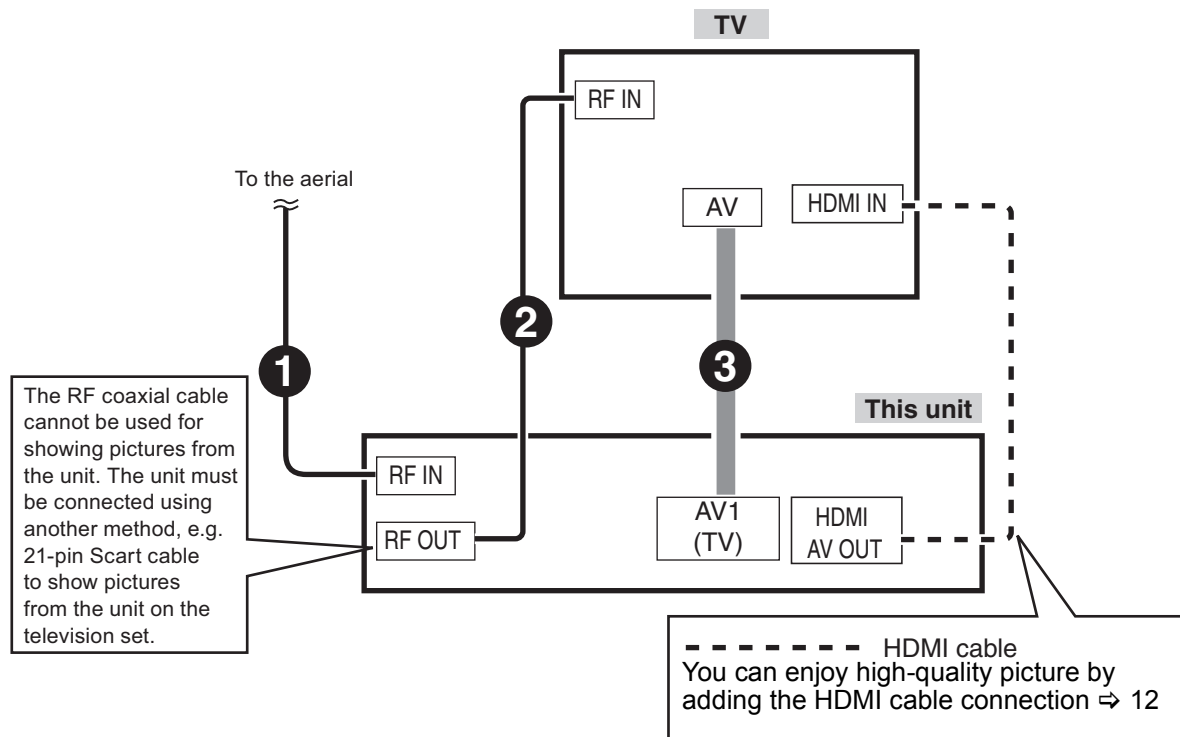 TV
RF IN
To the aerial
AV
HDMI IN
2
1
3
The RF coaxial cable
cannot be used for
showing pictures from
the unit. The unit must
be connected using
another method, e.g.
21-pin Scart cable
to show pictures
from the unit on the
television set.
This unit
RF IN
RF OUT
AV1
(TV)
HDMI
AV OUT
HDMI cable
You can enjoy high-quality picture by
adding the HDMI cable connection ⇨ 12